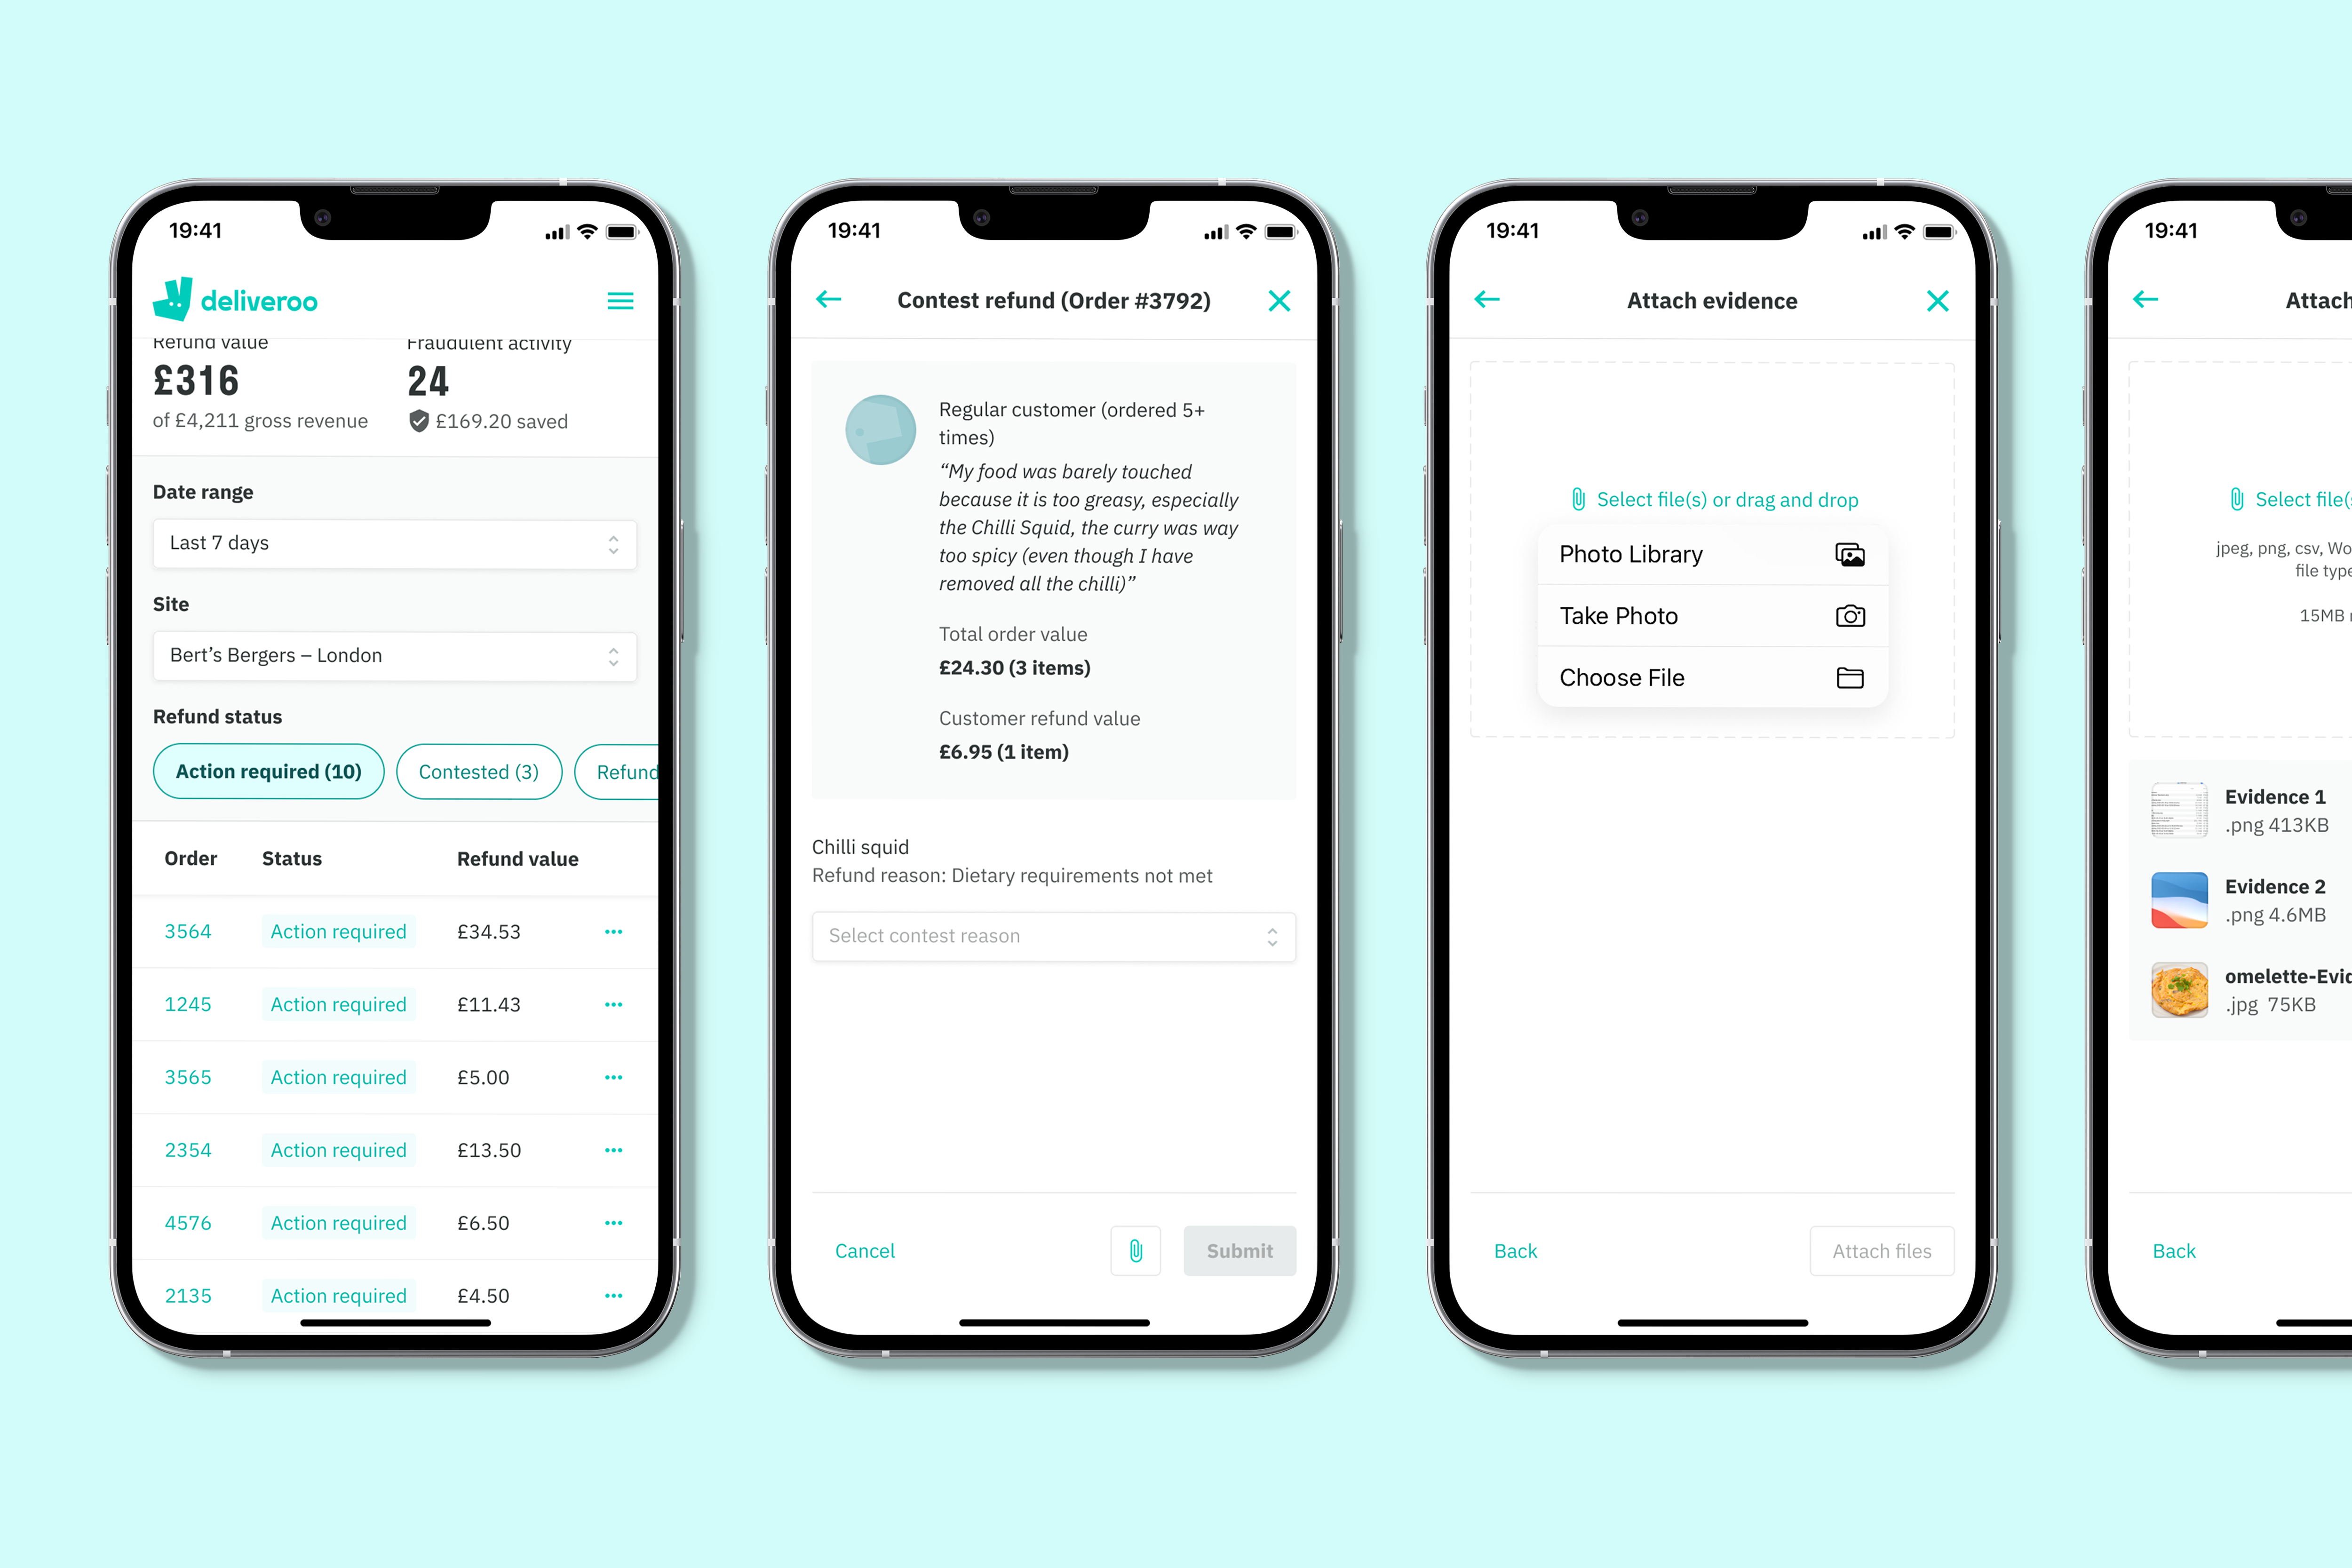 19:41
deliveroo
Refund value
Fraudulent activity
£316
24
of £4,211 gross revenue
£169.20 saved
Date range
Last 7 days
Site
Bert’s Bergers – London
Refund status
Action required (10)
Contested (3)
Refund
Order
Status
Refund value
3564
Action required
£34.53
1245
Action required
£11.43
3565
Action required
£5.00
2354
Action required
£13.50
4576
Action required
£6.50
2135
Action required
£4.50
19:41
Contest refund (Order #3792)
Regular customer (ordered 5+
times)
“My food was barely touched
because it is too greasy, especially
the Chilli Squid, the curry was way
too spicy (even though I have
removed all the chilli)”
Total order value
£24.30 (3 items)
Customer refund value
£6.95 (1 item)
Chilli squid
Refund reason: Dietary requirements not met
Select contest reason
Cancel
Submit
19:41
Attach evidence
Select file(s) or drag and drop
Photo Library
Take Photo
Choose File
Back
Attach files
19:41
Attach
Select file(
jpeg, png, csv, Wo
file type
15MB
Evidence 1
.png 413KB
Evidence 2
.png 4.6MB
omelette-Evid
.jpg 75KB
Back